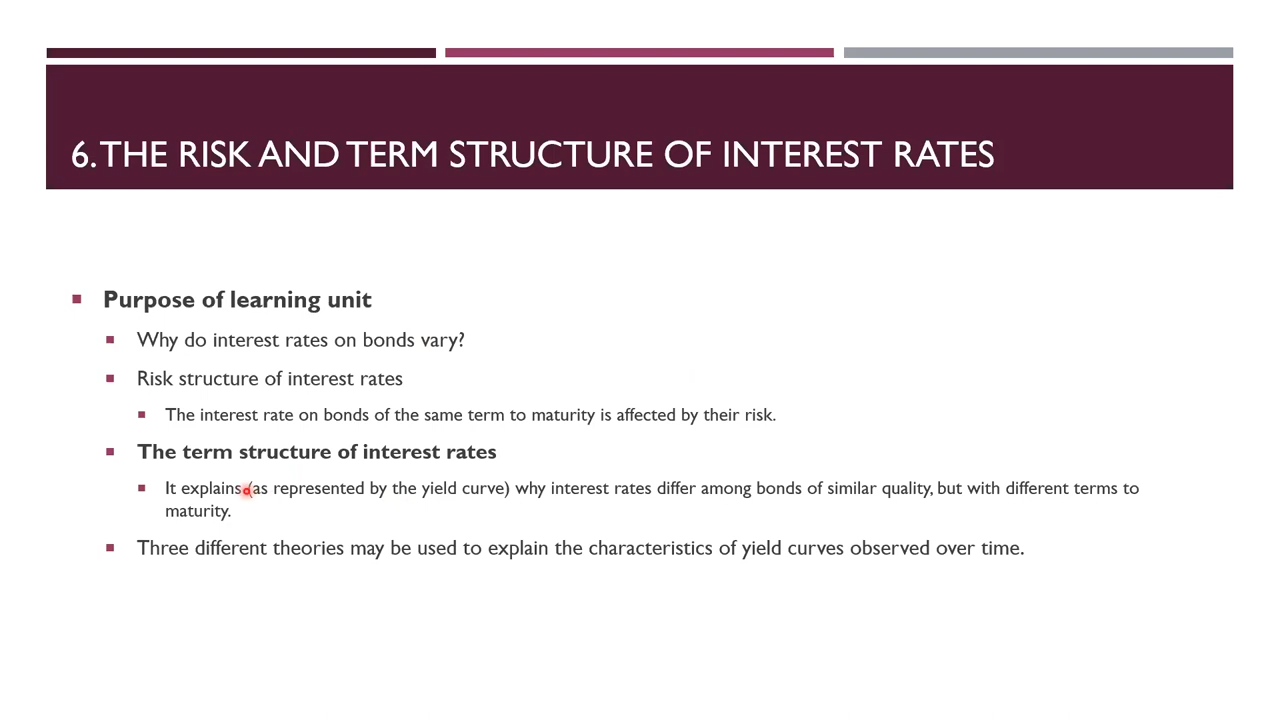 6. THE RISK AND TERM STRUCTURE OF INTEREST RATES
Purpose of learning unit
Why do interest rates on bonds vary?
Risk structure of interest rates
The interest rate on bonds of the same term to maturity is affected by their risk.
The term structure of interest rates
It explains (as represented by the yield curve) why interest rates differ among bonds of similar quality, but with different terms to
maturity.
Three different theories may be used to explain the characteristics of yield curves observed over time.